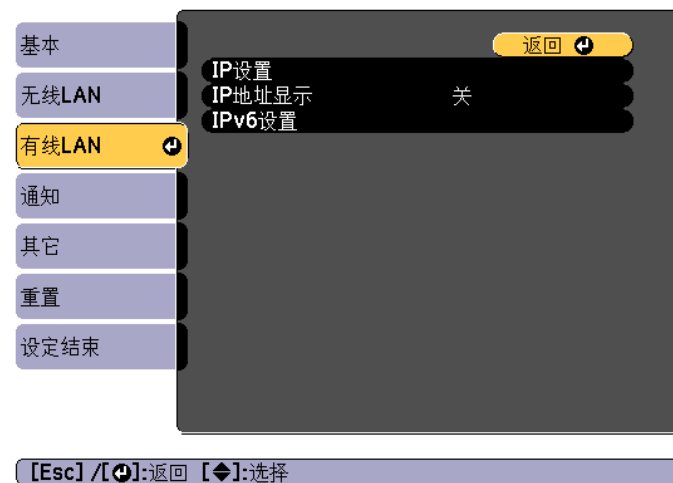 基本
无线LAN
有线LAN
通知
其它
重置
设定结束
返回
IP设置
IP地址显示 关
IPv6设置
[Esc] /[⏎]:返回 [◆]:选择